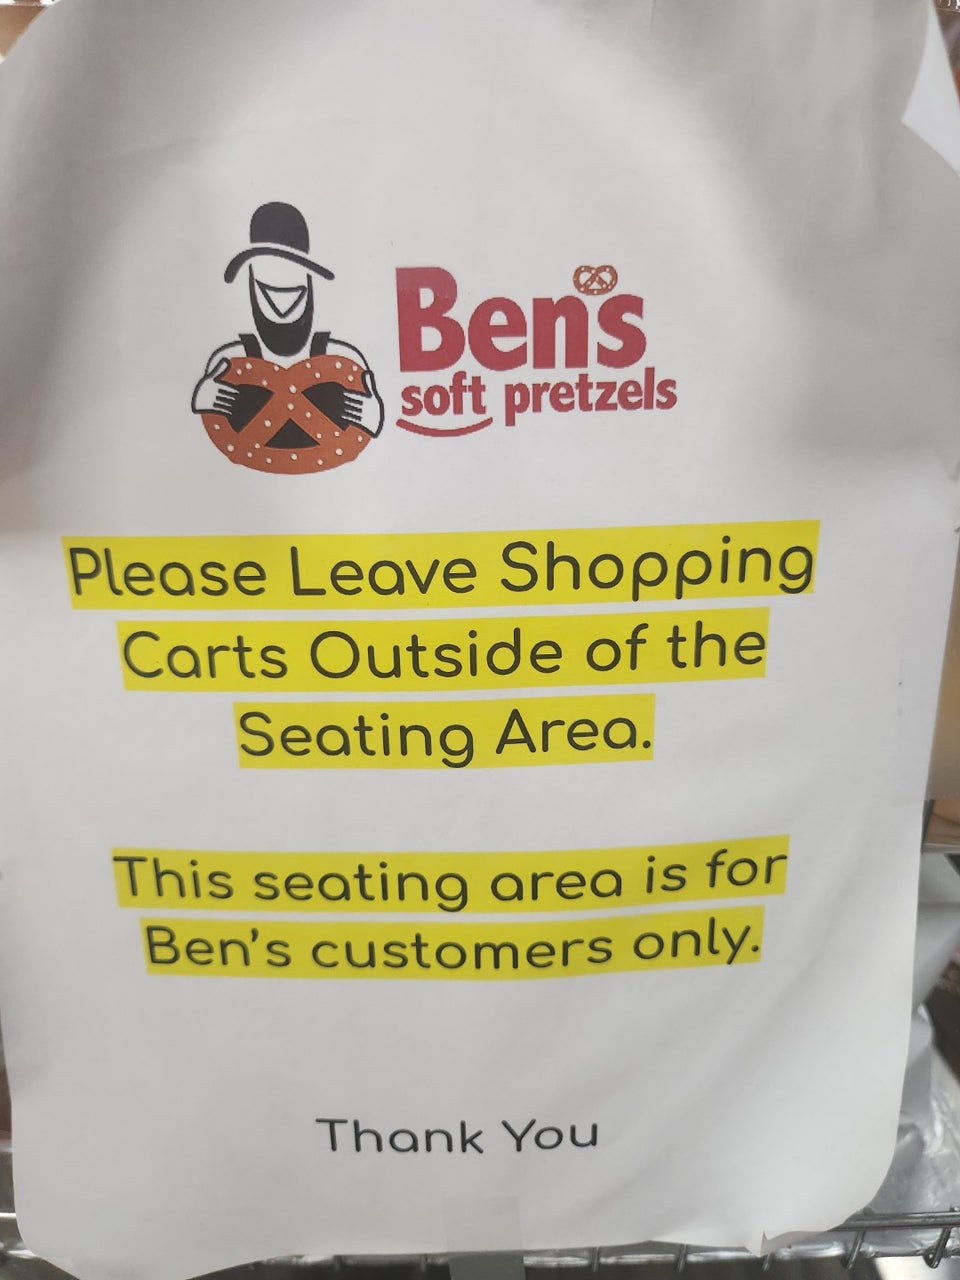 Ben's
soft pretzels
Please Leave Shopping
Carts Outside of the
Seating Area.
This seating area is for
Ben's customers only.
Thank You